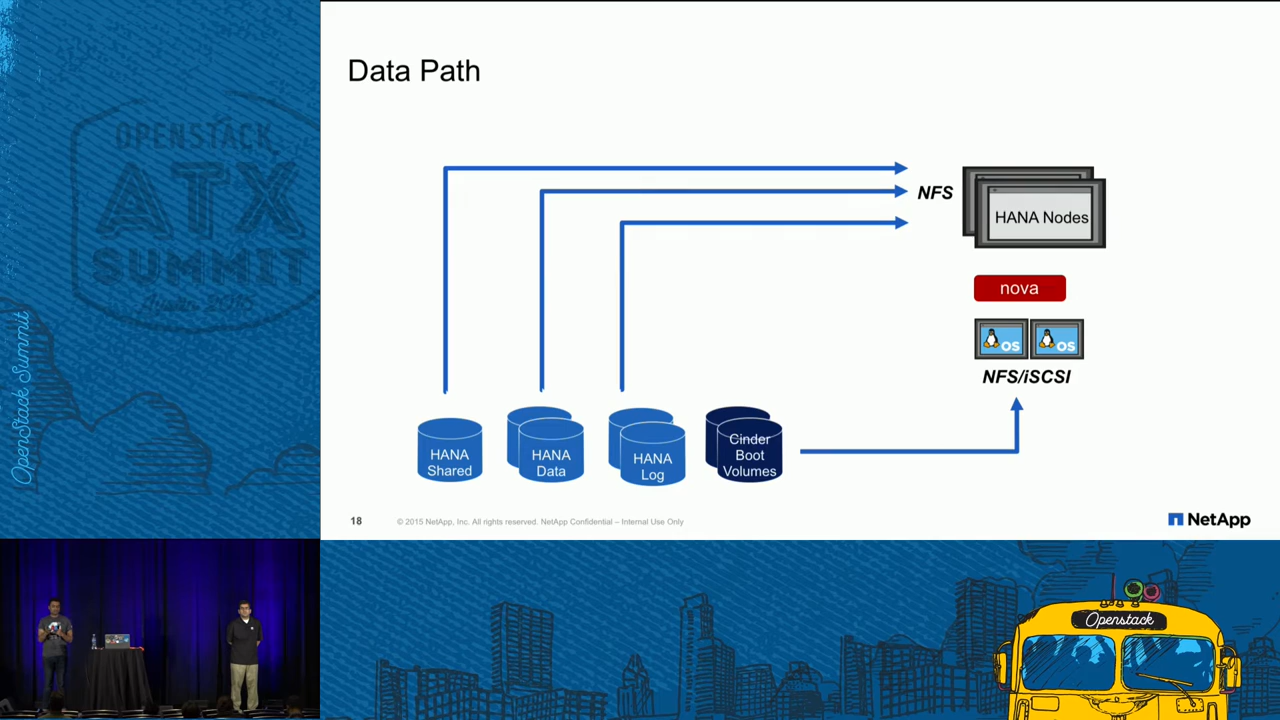 OPENSTACK
ATX
SUMMIT
Austin 2016
OpenStack Summit
Data Path
NFS
HANA Nodes
nova
OS
OS
NFS/iSCSI
HANA
Shared
HANA
Data
HANA
Log
Cinder
Boot
Volumes
18
© 2015 NetApp, Inc. All rights reserved. NetApp Confidential – Internal Use Only
NetApp
Openstack